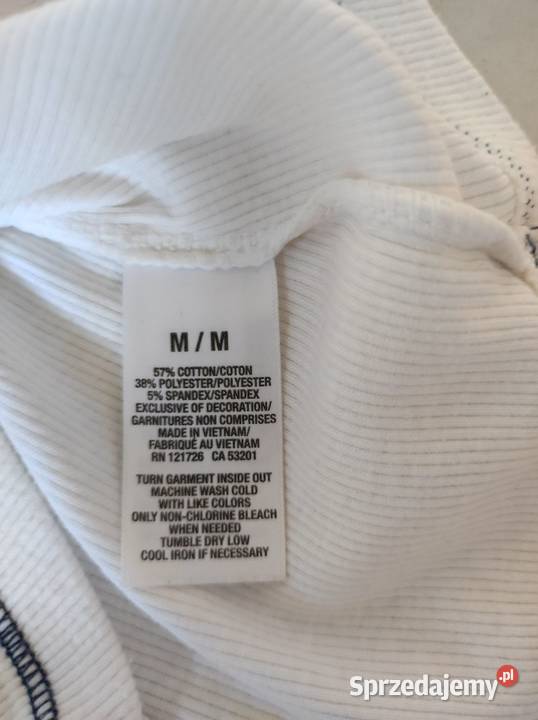 M / M
57% COTTON/COTON
38% POLYESTER/POLYESTER
5% SPANDEX/SPANDEX
EXCLUSIVE OF DECORATION/
GARNITURES NON COMPRISES
MADE IN VIETNAM/
FABRIQUÉ AU VIETNAM
RN 121726 CA 53201
TURN GARMENT INSIDE OUT
MACHINE WASH COLD
WITH LIKE COLORS
ONLY NON-CHLORINE BLEACH
WHEN NEEDED
TUMBLE DRY LOW
COOL IRON IF NECESSARY
Sprzedajemy.pl